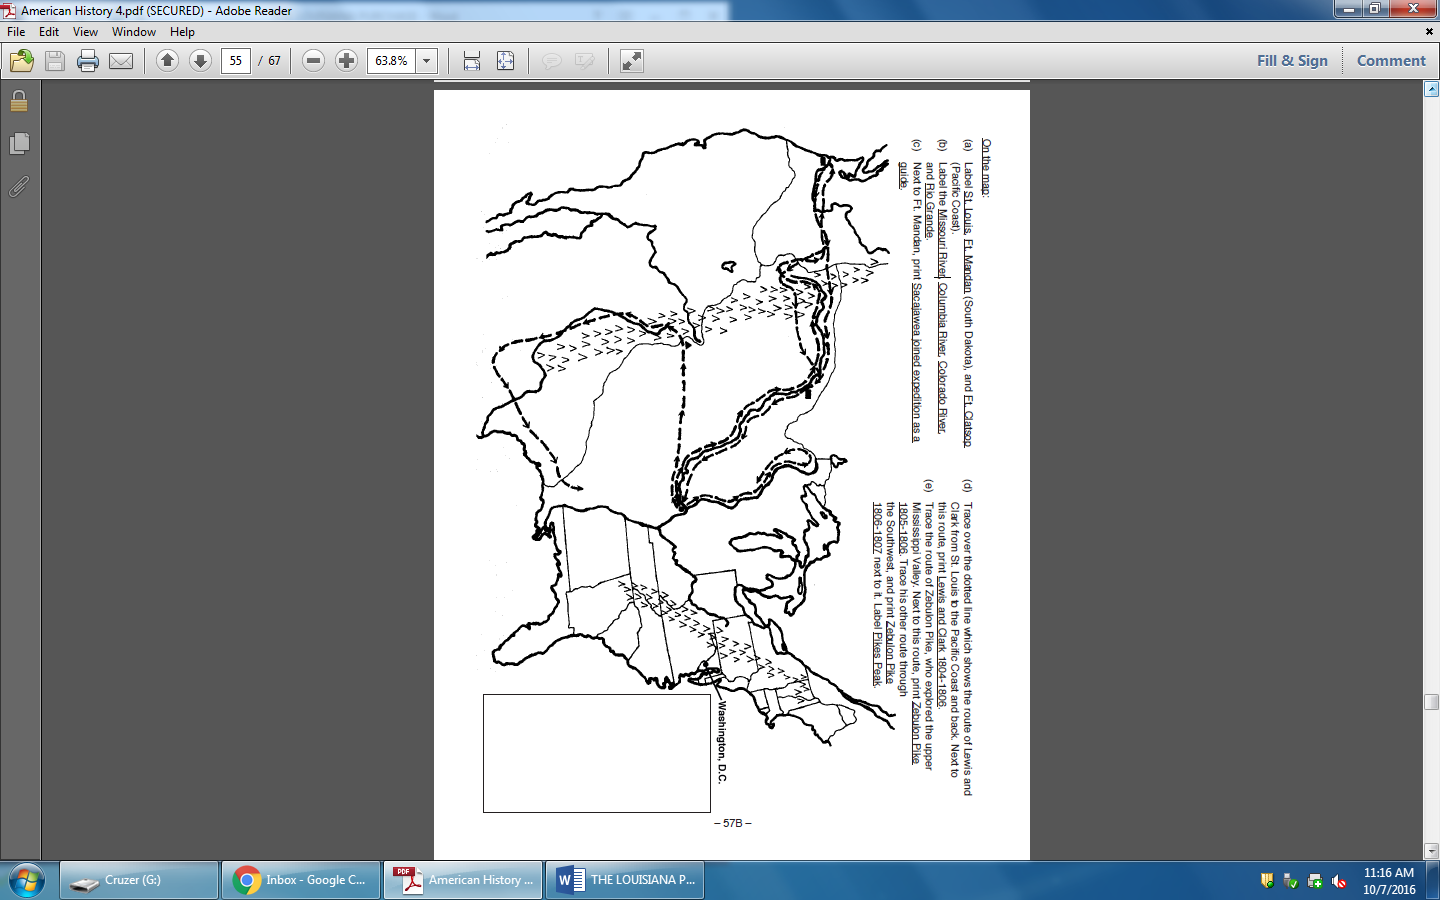 American History 4.pdf (SECURED) - Adobe Reader
File Edit View Window Help
55 / 67 63.8% Fill & Sign Comment
On the map:
(a) Label St. Louis, Ft. Mandan (South Dakota), and Ft. Clatsop
(Pacific Coast).
(b) Label the Missouri River, Columbia River, Colorado River,
and Rio Grande.
(c) Next to Ft. Mandan, print Sacajawea joined expedition as a
guide.
(d) Trace over the dotted line which shows the route of Lewis and
Clark from St. Louis to the Pacific Coast and back. Next to
this route, print Lewis and Clark 1804-1806.
(e) Trace the route of Zebulon Pike, who explored the upper
Mississippi Valley. Next to this route, print Zebulon Pike
1805-1806. Trace his other route through
the Southwest, and print Zebulon Pike
1806-1807 next to it. Label Pikes Peak.
Washington, D.C.
– 57B –
Cruzer (G:)
Inbox - Google C...
PDF
American History ...
THE LOUISIANA P...
11:16 AM
10/7/2016